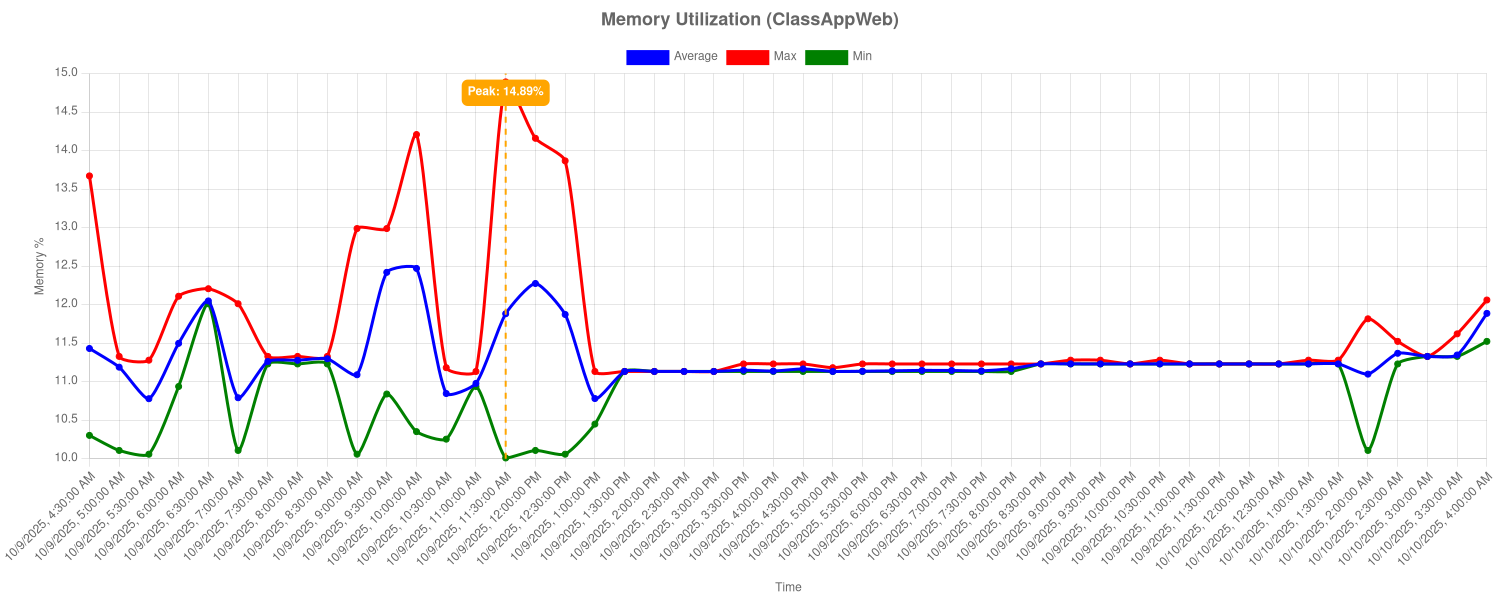 Memory Utilization (ClassAppWeb)
Average Max Min
15.0
Peak: 14.89%
14.5
14.0
13.5
13.0
12.5
12.0
11.5
11.0
10.5
10.0
Memory %
10/9/2025, 4:30:00 AM
10/9/2025, 5:00:00 AM
10/9/2025, 5:30:00 AM
10/9/2025, 6:00:00 AM
10/9/2025, 6:30:00 AM
10/9/2025, 7:00:00 AM
10/9/2025, 7:30:00 AM
10/9/2025, 8:00:00 AM
10/9/2025, 8:30:00 AM
10/9/2025, 9:00:00 AM
10/9/2025, 9:30:00 AM
10/9/2025, 10:00:00 AM
10/9/2025, 10:30:00 AM
10/9/2025, 11:00:00 AM
10/9/2025, 11:30:00 AM
10/9/2025, 12:00:00 PM
10/9/2025, 12:30:00 PM
10/9/2025, 1:00:00 PM
10/9/2025, 1:30:00 PM
10/9/2025, 2:00:00 PM
10/9/2025, 2:30:00 PM
10/9/2025, 3:00:00 PM
10/9/2025, 3:30:00 PM
10/9/2025, 4:00:00 PM
10/9/2025, 4:30:00 PM
10/9/2025, 5:00:00 PM
10/9/2025, 5:30:00 PM
10/9/2025, 6:00:00 PM
10/9/2025, 6:30:00 PM
10/9/2025, 7:00:00 PM
10/9/2025, 7:30:00 PM
10/9/2025, 8:00:00 PM
10/9/2025, 8:30:00 PM
10/9/2025, 9:00:00 PM
10/9/2025, 9:30:00 PM
10/9/2025, 10:00:00 PM
10/9/2025, 10:30:00 PM
10/9/2025, 11:00:00 PM
10/9/2025, 11:30:00 PM
10/10/2025, 12:00:00 AM
10/10/2025, 12:30:00 AM
10/10/2025, 1:00:00 AM
10/10/2025, 1:30:00 AM
10/10/2025, 2:00:00 AM
10/10/2025, 2:30:00 AM
10/10/2025, 3:00:00 AM
10/10/2025, 3:30:00 AM
10/10/2025, 4:00:00 AM
Time